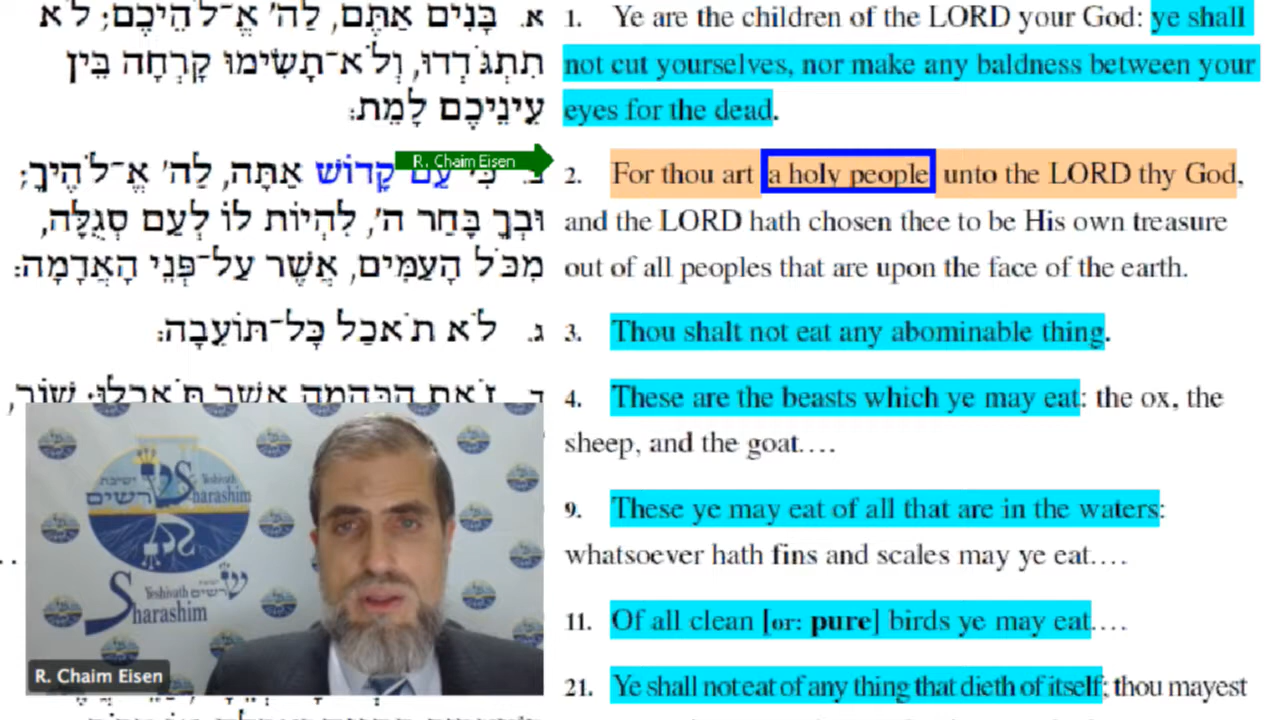 א. בָּנִים אַתֶּם, לַה' אֱ־לֹהֵיכֶם; לֹא
תִתְגֹּדְדוּ, וְלֹא־תָשִׂימוּ קָרְחָה בֵּין
עֵינֵיכֶם לָמֵת:
כִּי עַם קָדוֹשׁ אַתָּה, לַה' אֱ־לֹהֶיךָ;
וּבְךָ בָּחַר ה', לִהְיוֹת לוֹ לְעַם סְגֻלָּה,
מִכֹּל הָעַמִּים, אֲשֶׁר עַל־פְּנֵי הָאֲדָמָה:
ג. לֹא תֹאכַל כָּל־תּוֹעֵבָה:
ד. זֹאת הַבְּהֵמָה אֲשֶׁר תֹּאכֵלוּ: שׁוֹר,
R. Chaim Eisen
1. Ye are the children of the LORD your God: ye shall
not cut yourselves, nor make any baldness between your
eyes for the dead.
2. For thou art a holy people unto the LORD thy God,
and the LORD hath chosen thee to be His own treasure
out of all peoples that are upon the face of the earth.
3. Thou shalt not eat any abominable thing.
4. These are the beasts which ye may eat: the ox, the
sheep, and the goat....
9. These ye may eat of all that are in the waters:
whatsoever hath fins and scales may ye eat....
11. Of all clean [or: pure] birds ye may eat....
21. Ye shall not eat of any thing that dieth of itself; thou mayest
ישיבת
שרשים
Yeshivath
Sharashim
Yeshivath ישיבת
Sharashim
R. Chaim Eisen